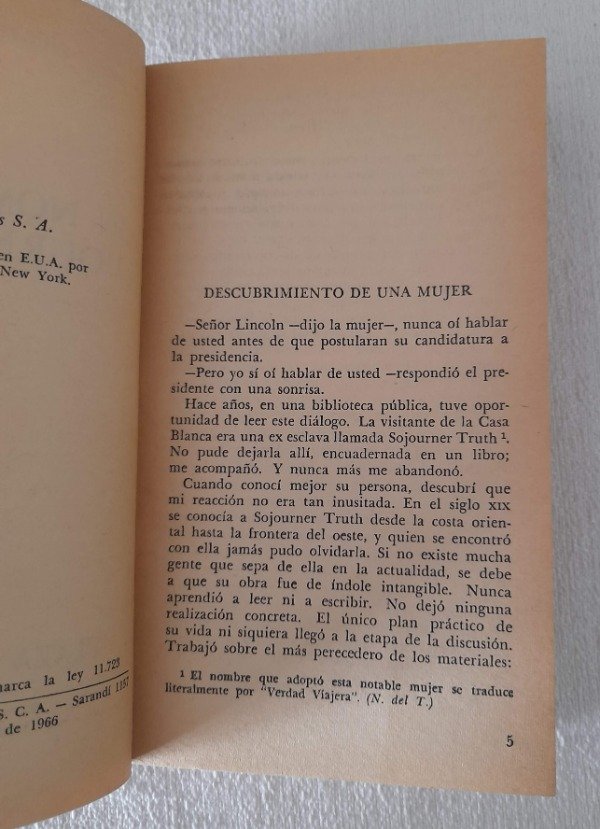 s S. A.
en E.U.A. por
New York.
marca la ley 11.723
S. C. A. — Sarandí 1157
de 1966
DESCUBRIMIENTO DE UNA MUJER
—Señor Lincoln —dijo la mujer—, nunca oí hablar
de usted antes de que postularan su candidatura a
la presidencia.
—Pero yo sí oí hablar de usted —respondió el pre-
sidente con una sonrisa.
Hace años, en una biblioteca pública, tuve opor-
tunidad de leer este diálogo. La visitante de la Casa
Blanca era una ex esclava llamada Sojourner Truth ¹.
No pude dejarla allí, encuadernada en un libro;
me acompañó. Y nunca más me abandonó.
Cuando conocí mejor su persona, descubrí que
mi reacción no era tan inusitada. En el siglo XIX
se conocía a Sojourner Truth desde la costa orien-
tal hasta la frontera del oeste, y quien se encontró
con ella jamás pudo olvidarla. Si no existe mucha
gente que sepa de ella en la actualidad, se debe
a que su obra fue de índole intangible. Nunca
aprendió a leer ni a escribir. No dejó ninguna
realización concreta. El único plan práctico de
su vida ni siquiera llegó a la etapa de la discusión.
Trabajó sobre el más perecedero de los materiales:
¹ El nombre que adoptó esta notable mujer se traduce
literalmente por "Verdad Viajera". (N. del T.)
5